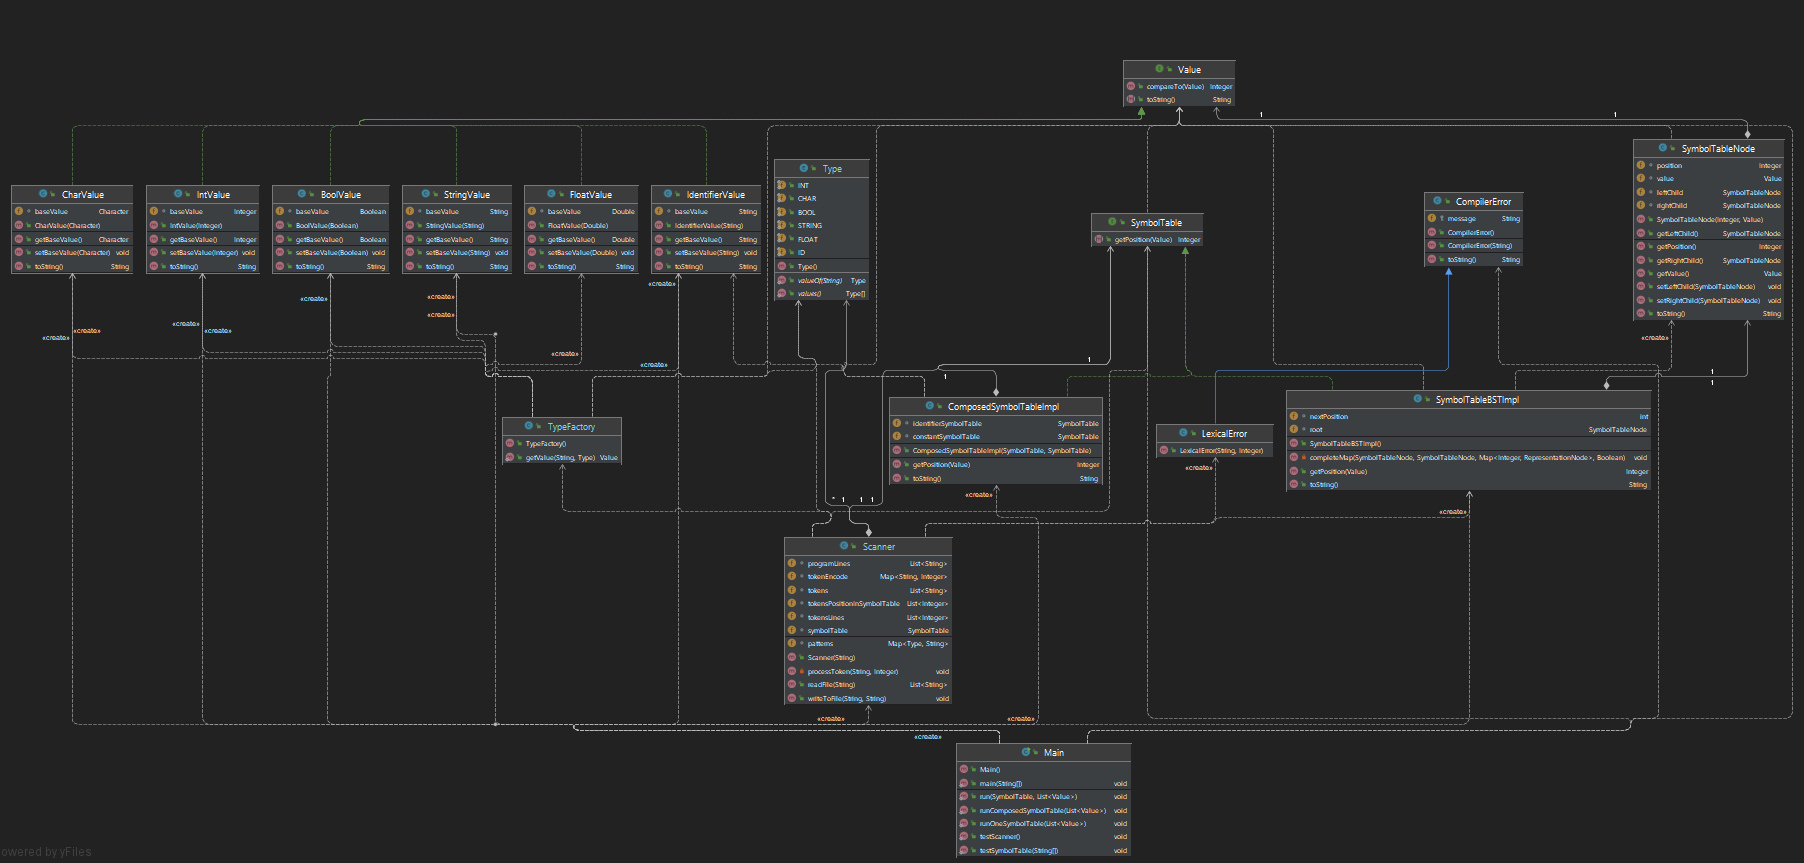 Value
compareTo(Value) Integer
toString() String
1
1
SymbolTableNode
position Integer
value Value
leftChild SymbolTableNode
rightChild SymbolTableNode
SymbolTableNode(Integer, Value)
getLeftChild() SymbolTableNode
getPosition() Integer
getRightChild() SymbolTableNode
getValue() Value
setLeftChild(SymbolTableNode) void
setRightChild(SymbolTableNode) void
toString() String
Type
INT
CHAR
BOOL
STRING
FLOAT
ID
Type()
valueOf(String) Type
values() Type[]
CharValue
baseValue Character
CharValue(Character)
getBaseValue() Character
setBaseValue(Character) void
toString() String
IntValue
baseValue Integer
IntValue(Integer)
getBaseValue() Integer
setBaseValue(Integer) void
toString() String
BoolValue
baseValue Boolean
BoolValue(Boolean)
getBaseValue() Boolean
setBaseValue(Boolean) void
toString() String
StringValue
baseValue String
StringValue(String)
getBaseValue() String
setBaseValue(String) void
toString() String
FloatValue
baseValue Double
FloatValue(Double)
getBaseValue() Double
setBaseValue(Double) void
toString() String
IdentifierValue
baseValue String
IdentifierValue(String)
getBaseValue() String
setBaseValue(String) void
toString() String
SymbolTable
getPosition(Value) Integer
CompilerError
message String
CompilerError()
CompilerError(String)
toString() String
«create»
«create»
«create»
«create»
«create»
«create»
«create»
«create»
«create»
«create»
«create»
1
1
1
1
TypeFactory
TypeFactory()
getValue(String, Type) Value
ComposedSymbolTableImpl
identifierSymbolTable SymbolTable
constantSymbolTable SymbolTable
ComposedSymbolTableImpl(SymbolTable, SymbolTable)
getPosition(Value) Integer
toString() String
LexicalError
LexicalError(String, Integer)
SymbolTableBSTImpl
nextPosition int
root SymbolTableNode
SymbolTableBSTImpl()
completeMap(SymbolTableNode, SymbolTableNode, Map<Integer, RepresentationNode>, Boolean) void
getPosition(Value) Integer
toString() String
«create»
«create»
«create»
* 1 1 1
Scanner
programLines List<String>
tokenEncode Map<String, Integer>
tokens List<String>
tokensPositionInSymbolTable List<Integer>
tokensLines List<Integer>
symbolTable SymbolTable
patterns Map<Type, String>
Scanner(String)
processToken(String, Integer) void
readFile(String) List<String>
writeToFile(String, String) void
«create»
«create»
«create»
Main
Main()
main(String[]) void
run(SymbolTable, List<Value>) void
runComposedSymbolTable(List<Value>) void
runOneSymbolTable(List<Value>) void
testScanner() void
testSymbolTable(String[]) void
owered by yFiles